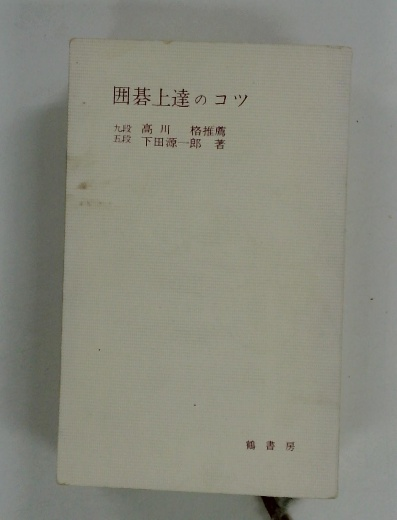 囲碁上達のコツ
九段 高川 格推薦
五段 下田源一郎 著
鶴書房